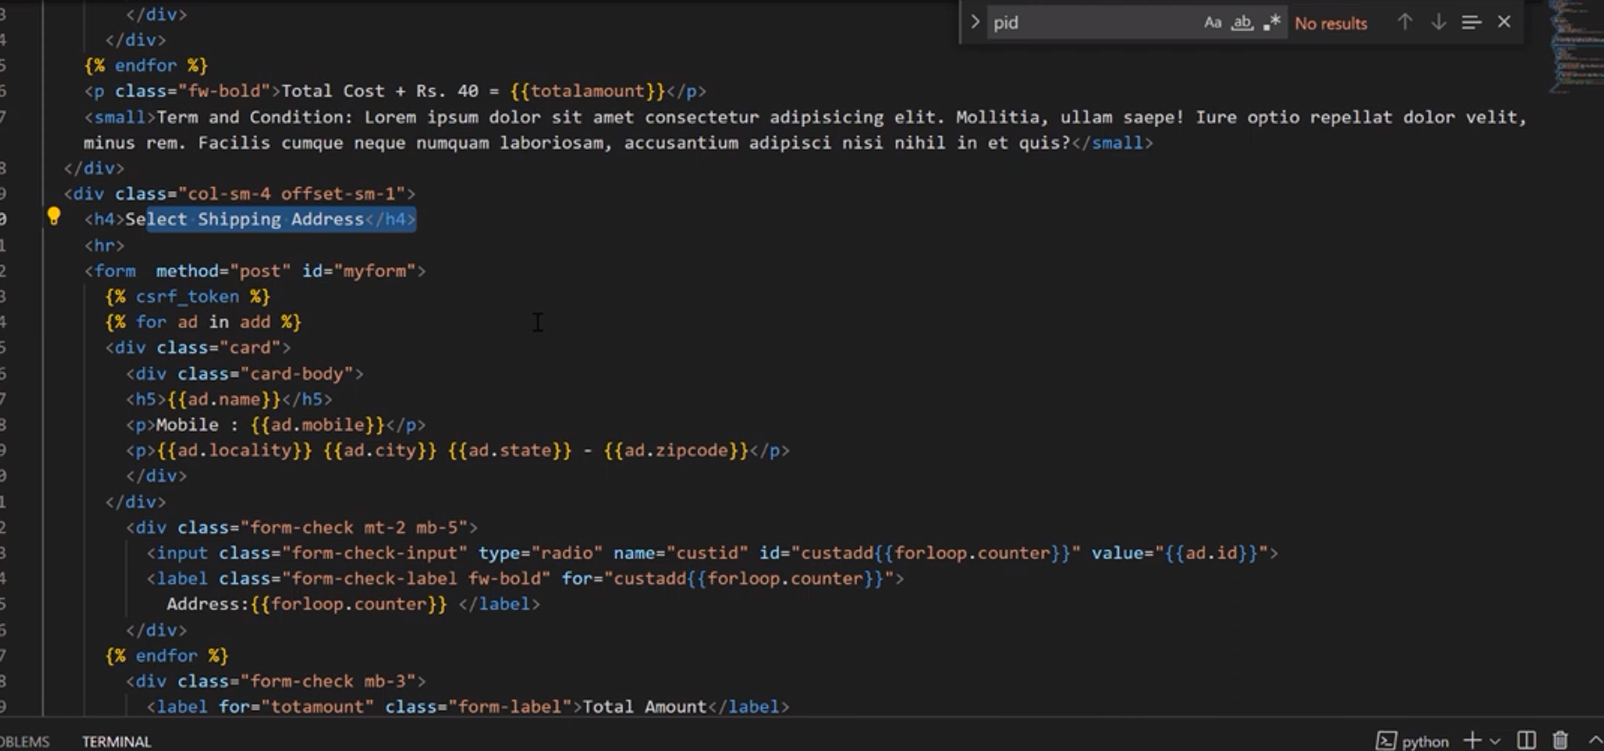 pid Aa ab .* No results
3 </div>
4 </div>
5 {% endfor %}
6 <p class="fw-bold">Total Cost + Rs. 40 = {{totalamount}}</p>
7 <small>Term and Condition: Lorem ipsum dolor sit amet consectetur adipisicing elit. Mollitia, ullam saepe! Iure optio repellat dolor velit,
minus rem. Facilis cumque neque numquam laboriosam, accusantium adipisci nisi nihil in et quis?</small>
8 </div>
9 <div class="col-sm-4 offset-sm-1">
0 <h4>Select Shipping Address</h4>
1 <hr>
2 <form  method="post" id="myform">
3 {% csrf_token %}
4 {% for ad in add %}
5 <div class="card">
6 <div class="card-body">
7 <h5>{{ad.name}}</h5>
8 <p>Mobile : {{ad.mobile}}</p>
9 <p>{{ad.locality}} {{ad.city}} {{ad.state}} - {{ad.zipcode}}</p>
0 </div>
1 </div>
2 <div class="form-check mt-2 mb-5">
3 <input class="form-check-input" type="radio" name="custid" id="custadd{{forloop.counter}}" value="{{ad.id}}">
4 <label class="form-check-label fw-bold" for="custadd{{forloop.counter}}">
5 Address:{{forloop.counter}} </label>
6 </div>
7 {% endfor %}
8 <div class="form-check mb-3">
9 <label for="totamount" class="form-label">Total Amount</label>
OBLEMS TERMINAL python